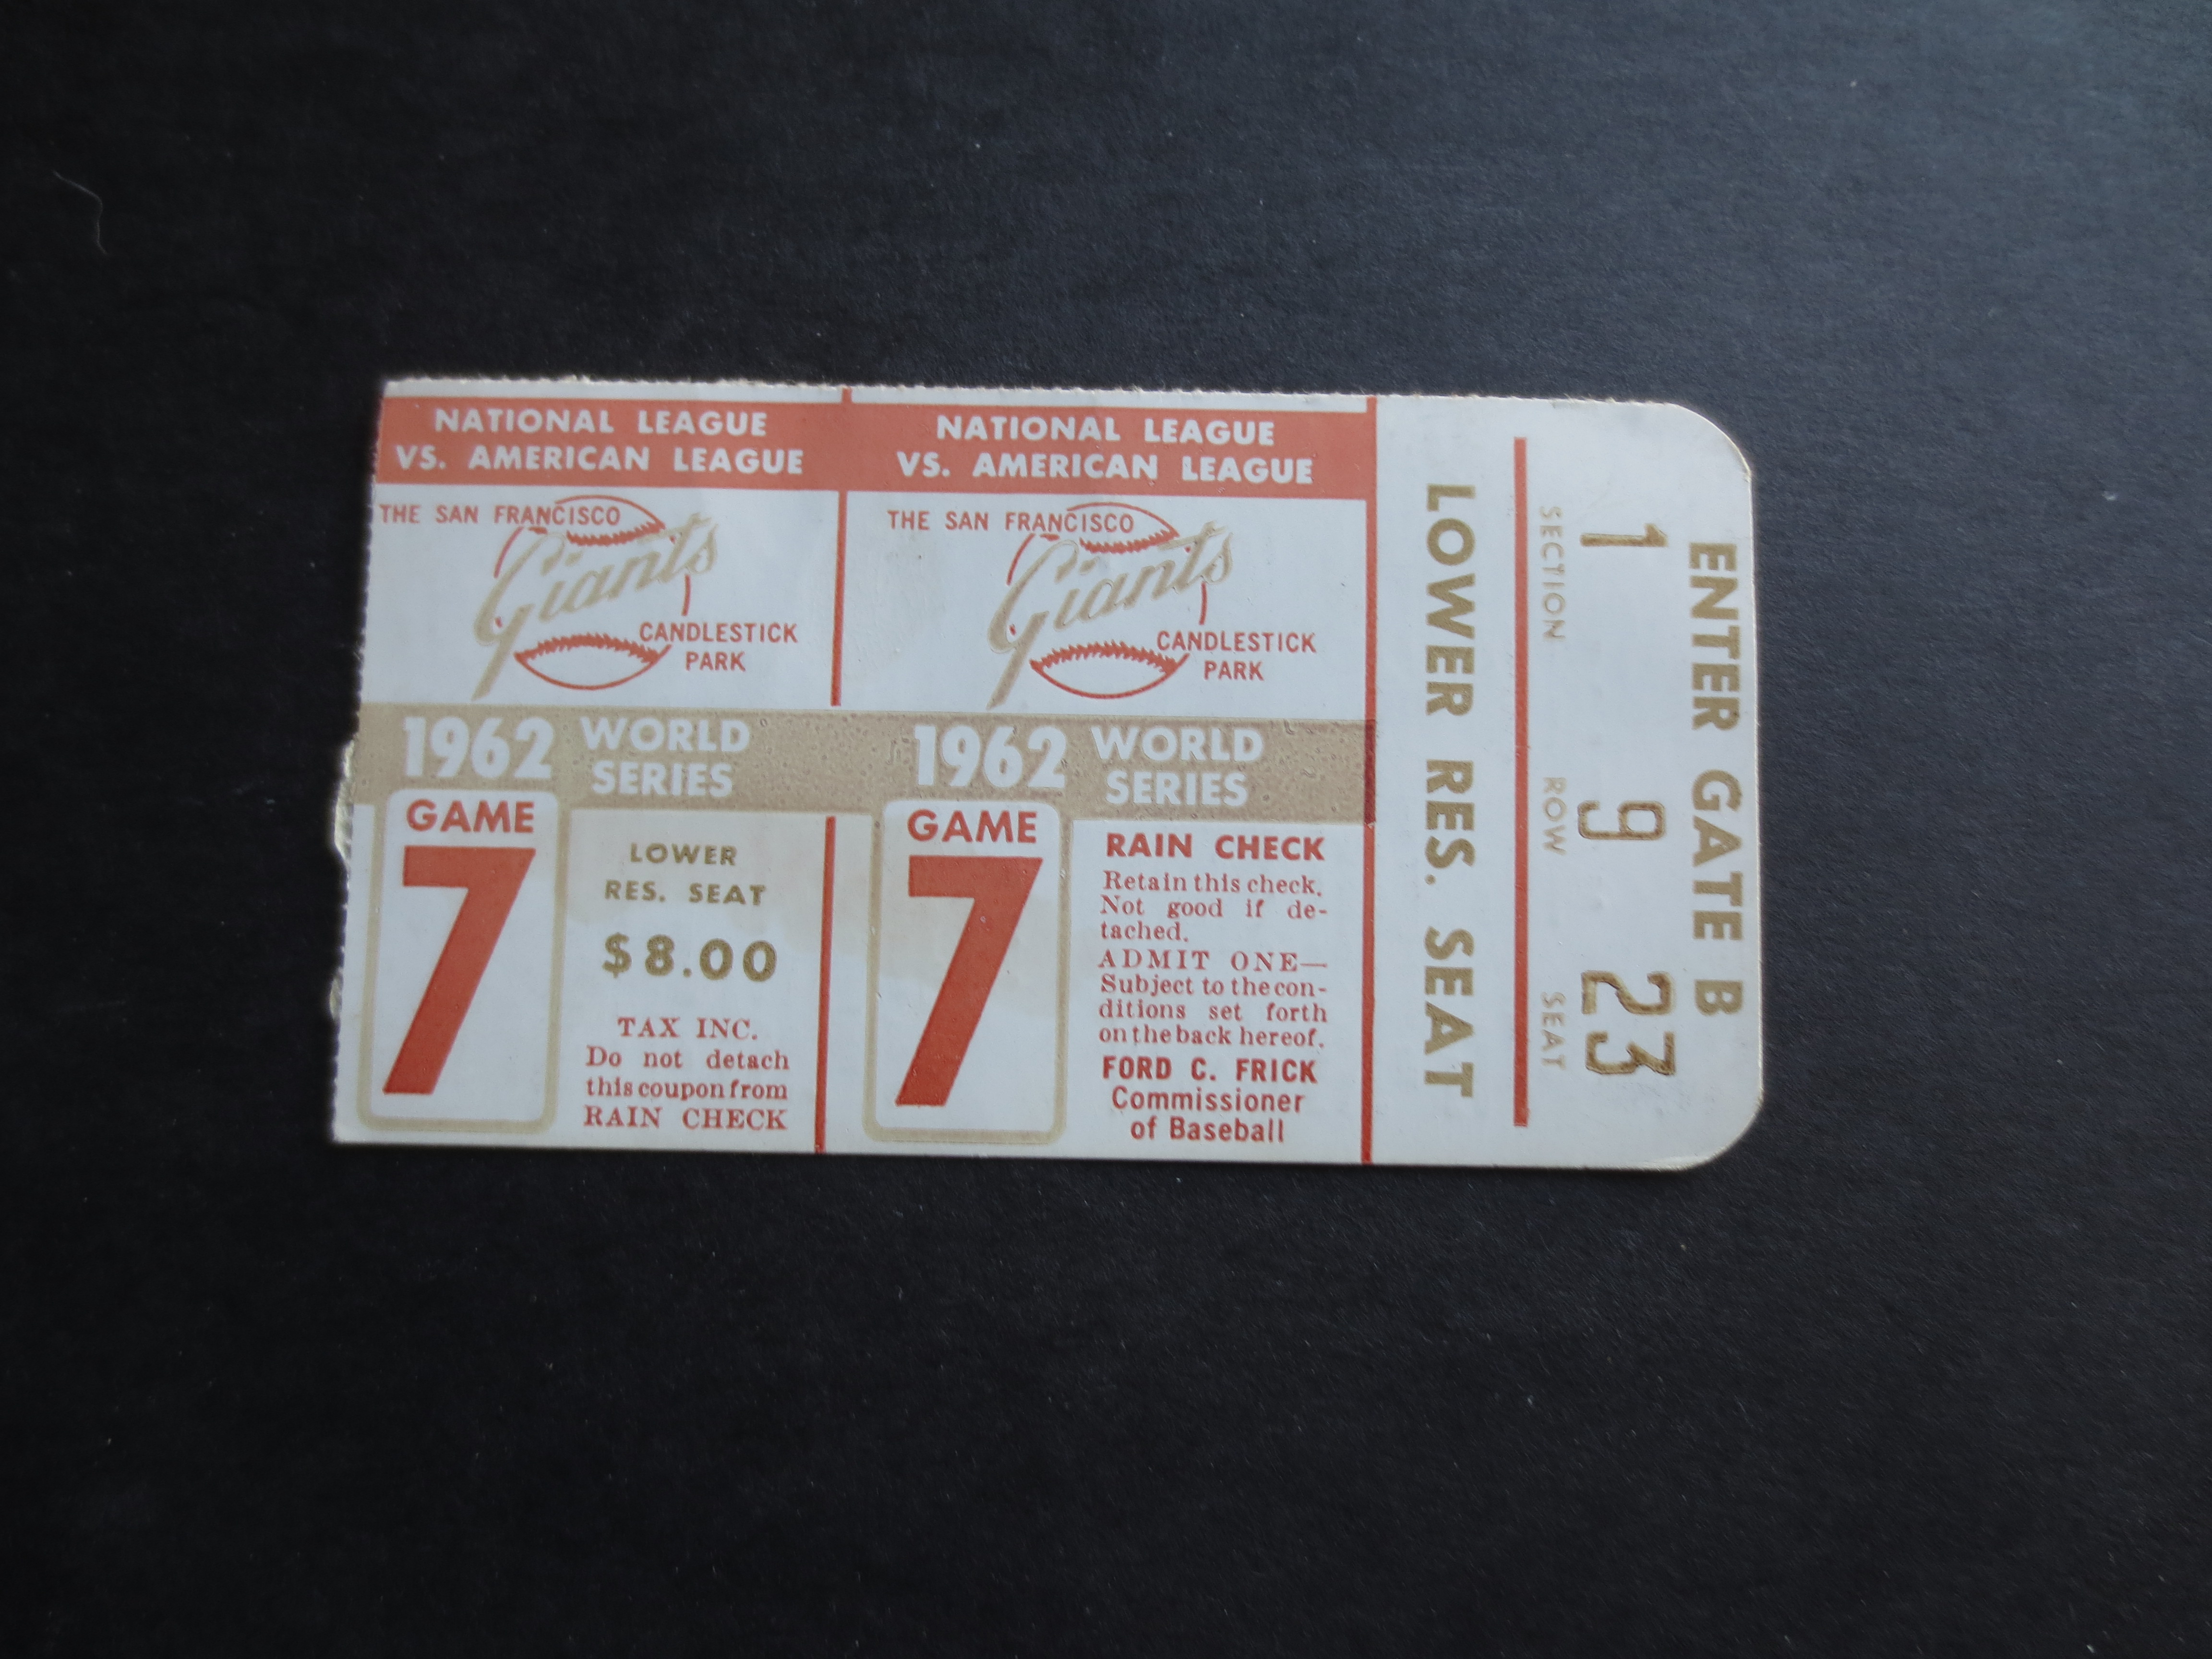 NATIONAL LEAGUE
VS. AMERICAN LEAGUE
THE SAN FRANCISCO
Giants
CANDLESTICK
PARK
1962 WORLD
SERIES
GAME
7
LOWER
RES. SEAT
$8.00
TAX INC.
Do not detach
this coupon from
RAIN CHECK
NATIONAL LEAGUE
VS. AMERICAN LEAGUE
THE SAN FRANCISCO
Giants
CANDLESTICK
PARK
1962 WORLD
SERIES
GAME
7
RAIN CHECK
Retain this check.
Not good if de-
tached.
ADMIT ONE—
Subject to the con-
ditions set forth
on the back hereof.
FORD C. FRICK
Commissioner
of Baseball
ENTER GATE B
1 9 23
SECTION ROW SEAT
LOWER RES. SEAT